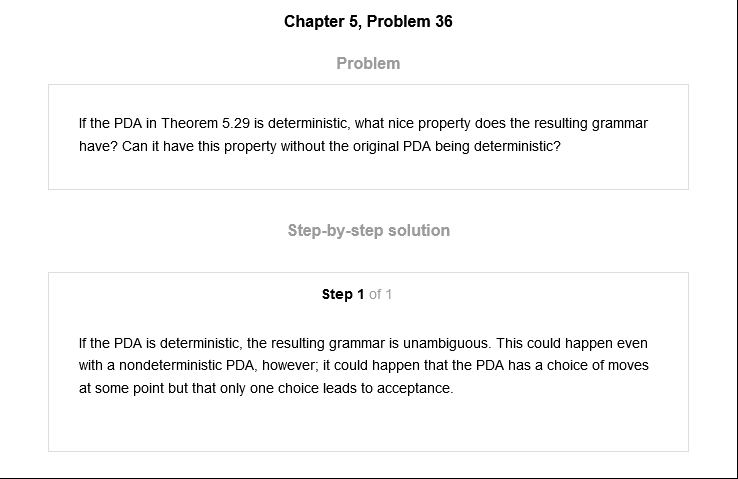 Chapter 5, Problem 36
Problem
If the PDA in Theorem 5.29 is deterministic, what nice property does the resulting grammar
have? Can it have this property without the original PDA being deterministic?
Step-by-step solution
Step 1 of 1
If the PDA is deterministic, the resulting grammar is unambiguous. This could happen even
with a nondeterministic PDA, however; it could happen that the PDA has a choice of moves
at some point but that only one choice leads to acceptance.